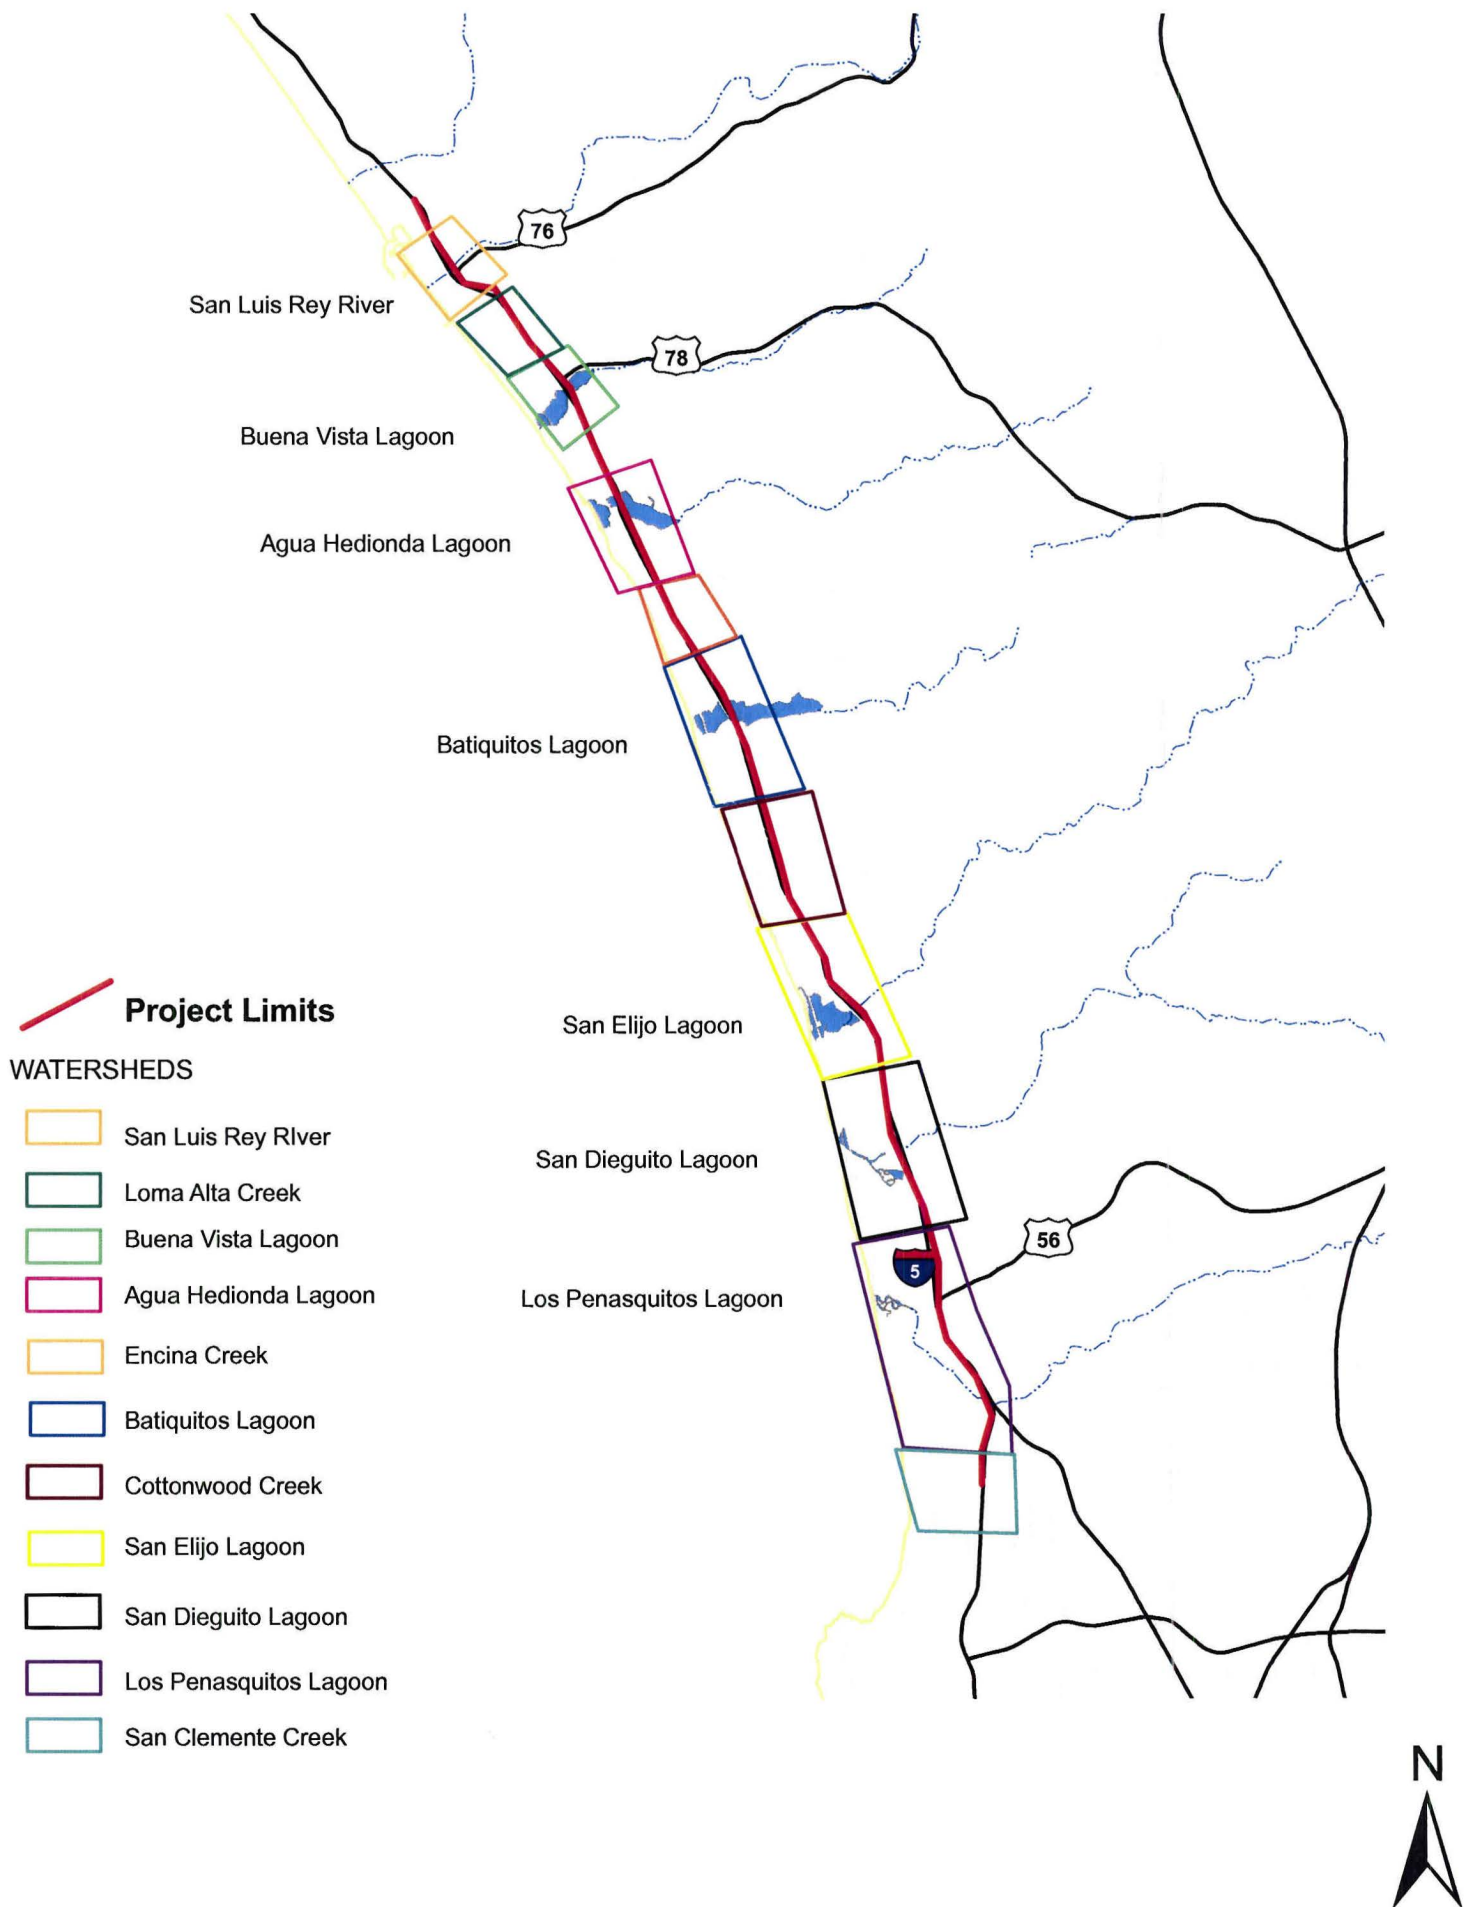 76
San Luis Rey River
78
Buena Vista Lagoon
Agua Hedionda Lagoon
Batiquitos Lagoon
San Elijo Lagoon
San Dieguito Lagoon
56
5
Los Penasquitos Lagoon
Project Limits
WATERSHEDS
San Luis Rey RIver
Loma Alta Creek
Buena Vista Lagoon
Agua Hedionda Lagoon
Encina Creek
Batiquitos Lagoon
Cottonwood Creek
San Elijo Lagoon
San Dieguito Lagoon
Los Penasquitos Lagoon
San Clemente Creek
N